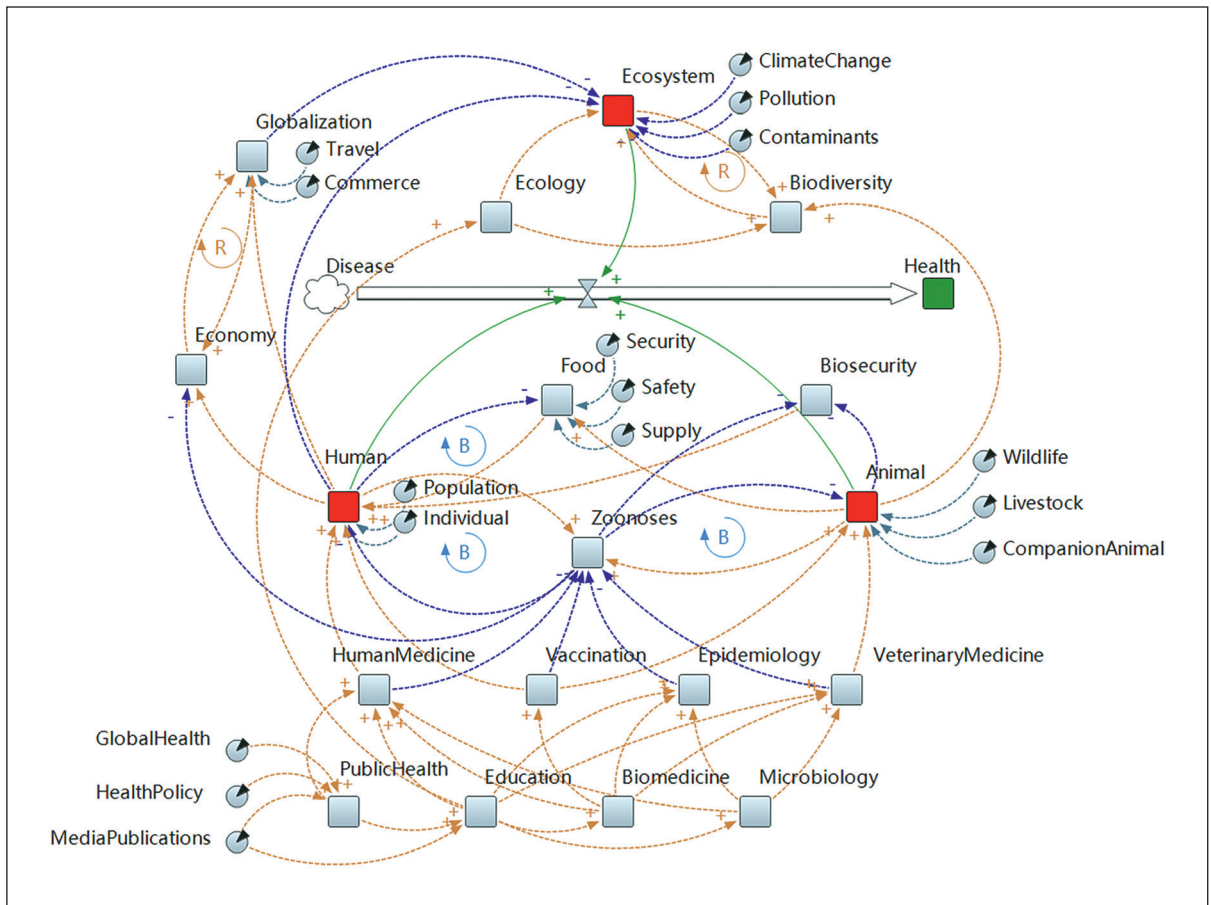 Ecosystem
ClimateChange
Pollution
Contaminants
Globalization
Travel
Commerce
Ecology
Biodiversity
R
R
Disease
Health
Economy
Security
Food
Safety
Supply
Biosecurity
B
Human
Population
Individual
Zoonoses
B
B
Animal
Wildlife
Livestock
CompanionAnimal
HumanMedicine
Vaccination
Epidemiology
VeterinaryMedicine
GlobalHealth
HealthPolicy
MediaPublications
PublicHealth
Education
Biomedicine
Microbiology